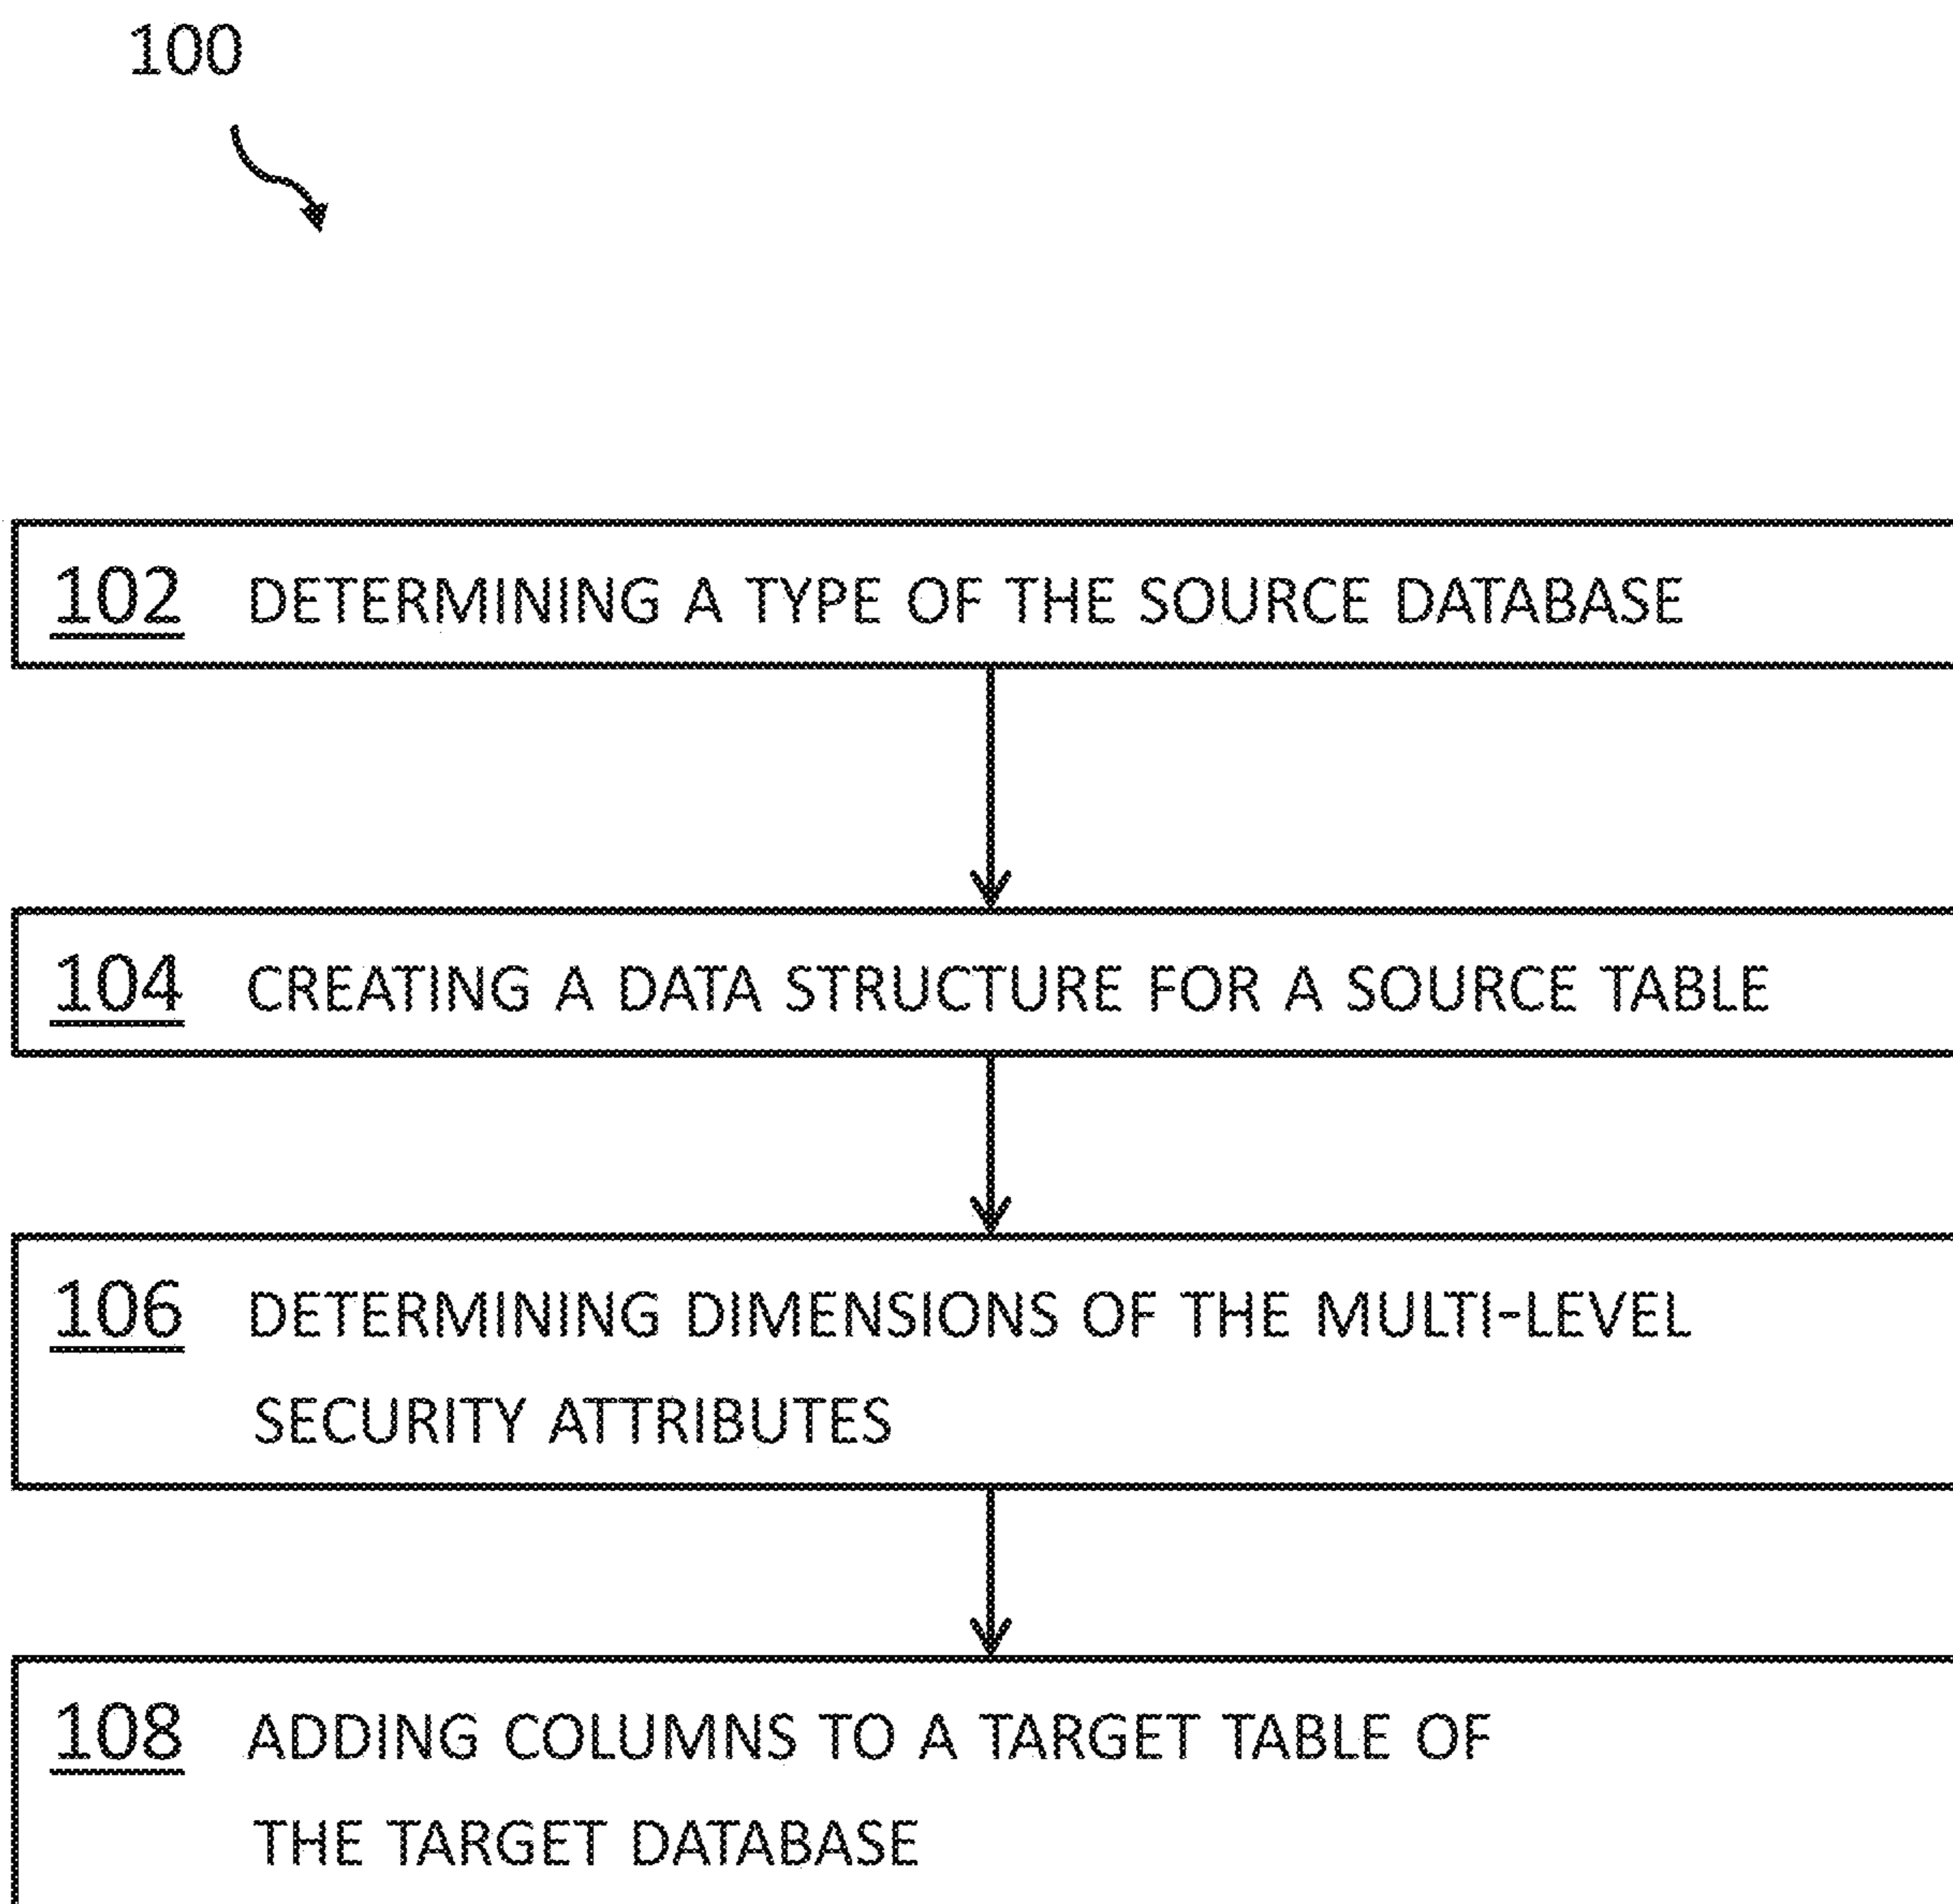 100
102 DETERMINING A TYPE OF THE SOURCE DATABASE
104 CREATING A DATA STRUCTURE FOR A SOURCE TABLE
106 DETERMINING DIMENSIONS OF THE MULTI-LEVEL
SECURITY ATTRIBUTES
108 ADDING COLUMNS TO A TARGET TABLE OF
THE TARGET DATABASE